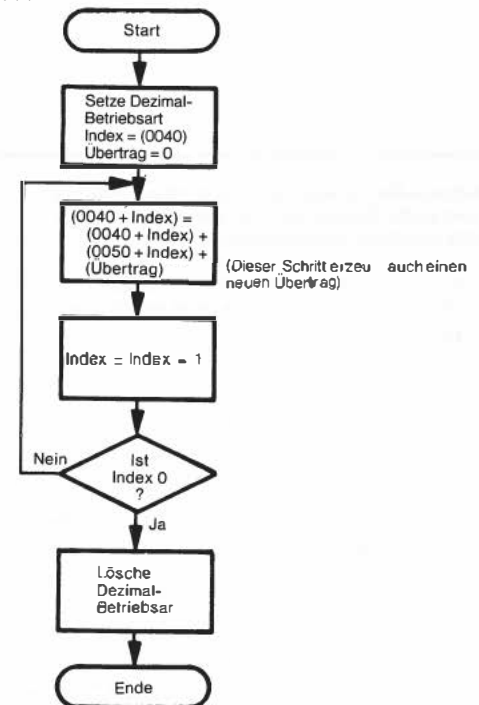 Start
Setze Dezimal-
Betriebsart
Index = (0040)
Übertrag = 0
(0040 + Index) =
(0040 + Index) +
(0050 + Index) +
(Übertrag)
(Dieser Schritt erzeu auch einen
neuen Übertrag)
Index = Index - 1
Nein
Ist
Index 0
?
Ja
Lösche
Dezimal-
Betriebsar
Ende